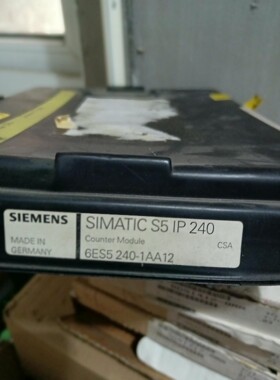 SIEMENS
MADE IN
GERMANY
SIMATIC S5 IP 240
Counter Module
CSA
6ES5 240-1AA12